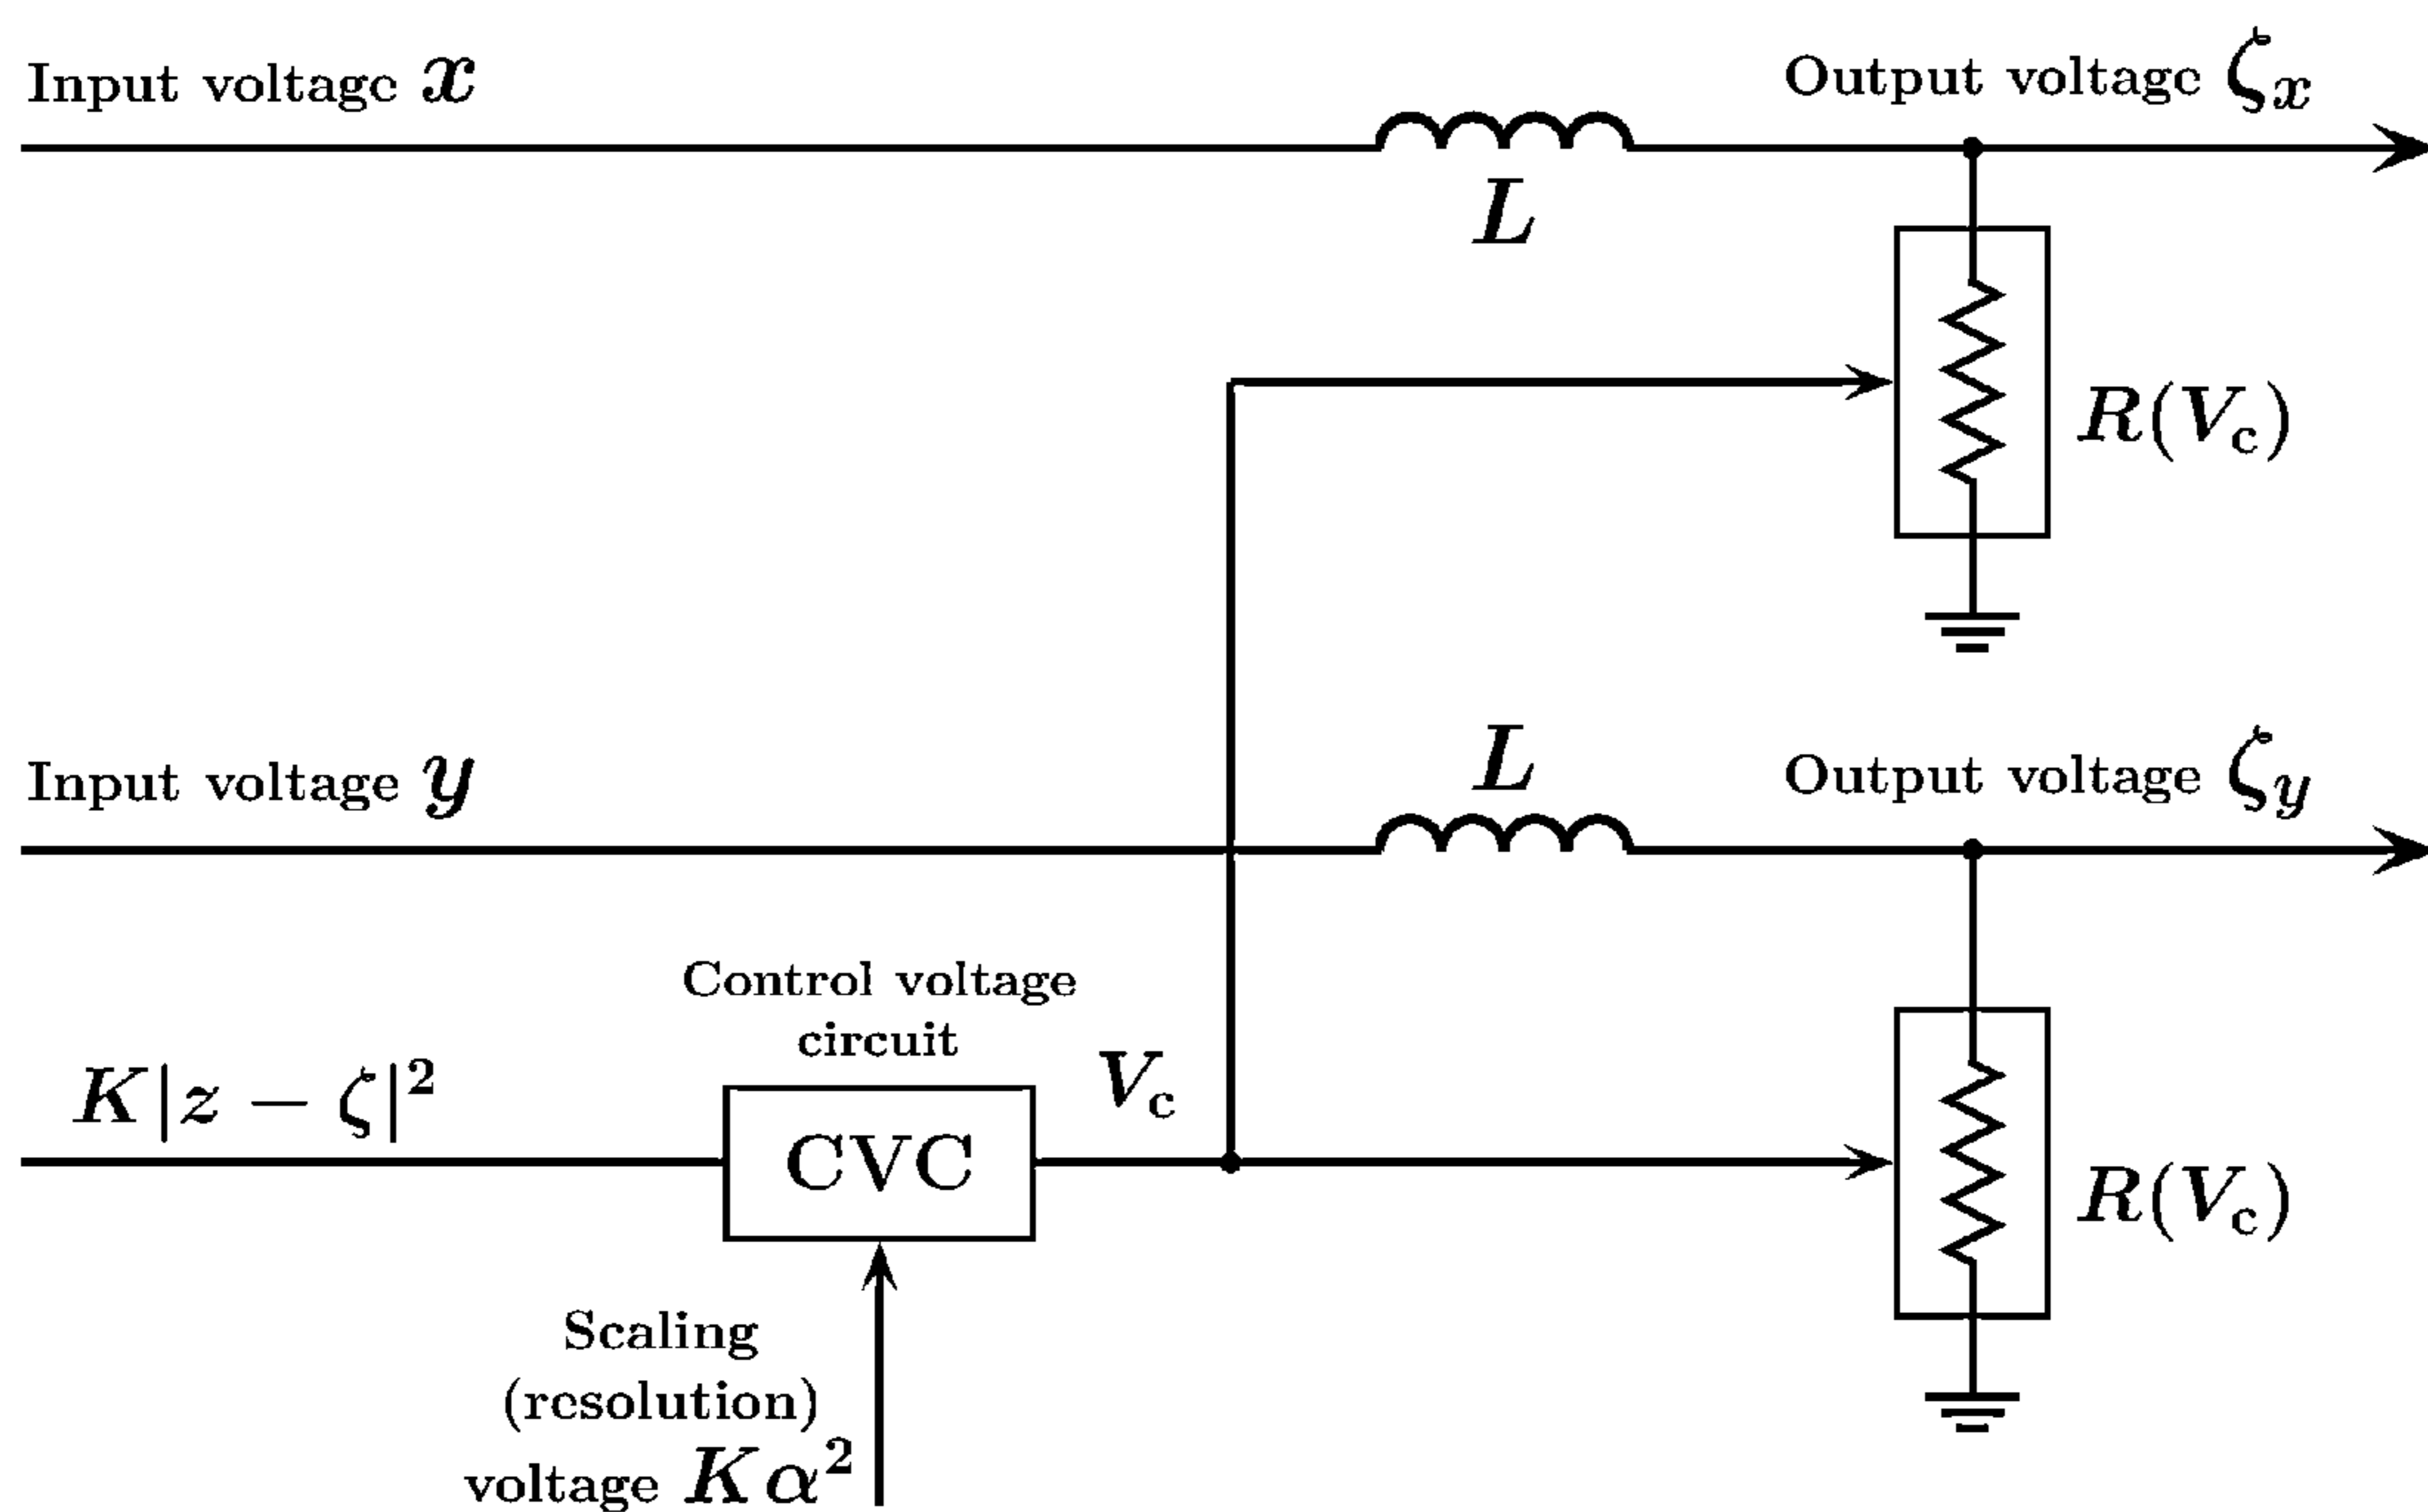 Input voltage x
Output voltage ζx
L
R(Vc)
Input voltage y
L
Output voltage ζy
Control voltage
circuit
K|z − ζ|²
Vc
CVC
R(Vc)
Scaling
(resolution)
voltage Kα²